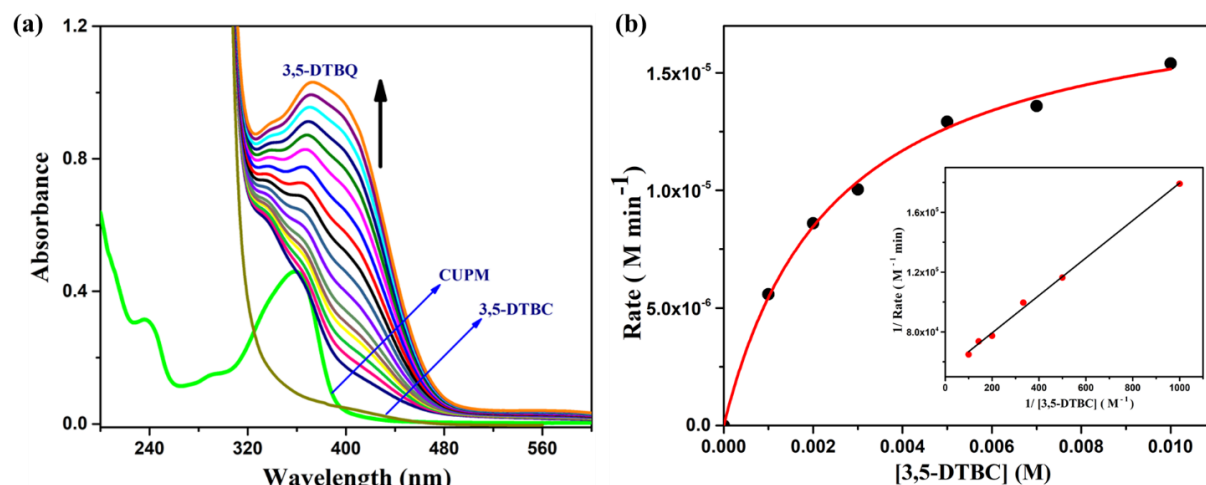 (a)
1.2
0.8
0.4
0.0
Absorbance
240
320
400
480
560
Wavelength (nm)
3,5-DTBQ
CUPM
3,5-DTBC
(b)
1.5x10⁻⁵
1.0x10⁻⁵
5.0x10⁻⁶
0.0
Rate ( M min⁻¹)
0.000
0.002
0.004
0.006
0.008
0.010
[3,5-DTBC] (M)
1.6x10⁵
1.2x10⁵
8.0x10⁴
1/ Rate ( M⁻¹ min)
0
200
400
600
800
1000
1/ [3,5-DTBC] ( M⁻¹)